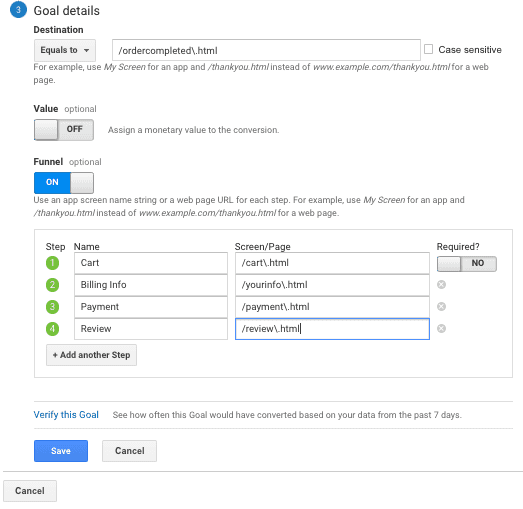 3 Goal details
Destination
Equals to /ordercompleted\.html Case sensitive
For example, use My Screen for an app and /thankyou.html instead of www.example.com/thankyou.html for a web
page.
Value optional
OFF Assign a monetary value to the conversion.
Funnel optional
ON
Use an app screen name string or a web page URL for each step. For example, use My Screen for an app and
/thankyou.html instead of www.example.com/thankyou.html for a web page.
Step Name Screen/Page Required?
1 Cart /cart\.html NO
2 Billing Info /yourinfo\.html
3 Payment /payment\.html
4 Review /review\.html
+ Add another Step
Verify this Goal See how often this Goal would have converted based on your data from the past 7 days.
Save Cancel
Cancel